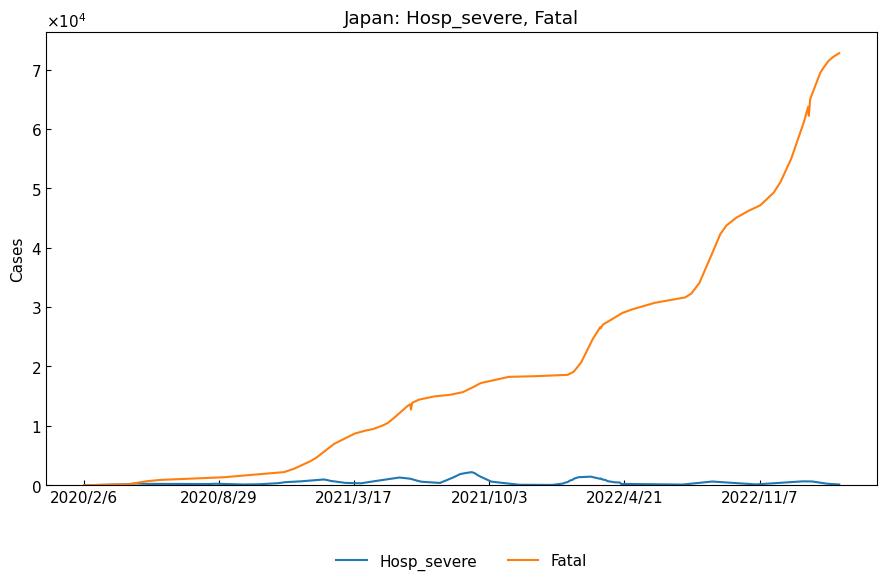 Japan: Hosp_severe, Fatal
×10⁴
7
6
5
4
3
2
1
0
Cases
2020/2/6 2020/8/29 2021/3/17 2021/10/3 2022/4/21 2022/11/7
Hosp_severe Fatal